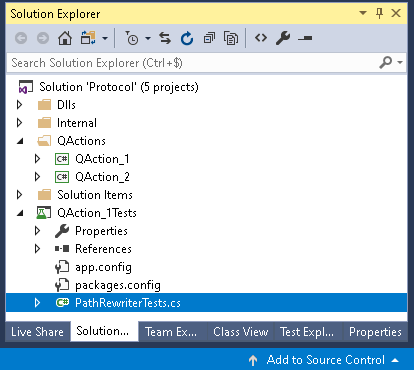 Solution Explorer
Search Solution Explorer (Ctrl+$)
Solution 'Protocol' (5 projects)
Dlls
Internal
QActions
C# QAction_1
C# QAction_2
Solution Items
QAction_1Tests
Properties
References
app.config
packages.config
C# PathRewriterTests.cs
Live Share Solution... Team Ex... Class View Test Expl... Properties
Add to Source Control